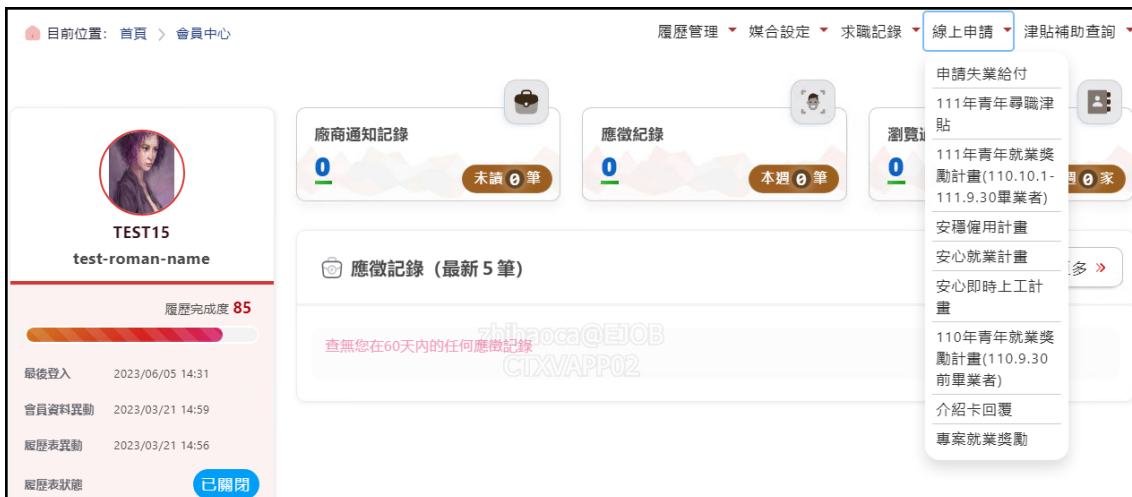 目前位置: 首頁 > 會員中心
履歷管理 媒合設定 求職記錄 線上申請 津貼補助查詢
申請失業給付
111年青年尋職津
貼
111年青年就業獎
勵計畫(110.10.1-
111.9.30畢業者)
安穩僱用計畫
安心就業計畫
安心即時上工計
畫
110年青年就業獎
勵計畫(110.9.30
前畢業者)
介紹卡回覆
專案就業獎勵
TEST15
test-roman-name
履歷完成度 85
最後登入 2023/06/05 14:31
會員資料異動 2023/03/21 14:59
履歷表異動 2023/03/21 14:56
履歷表狀態 已關閉
廠商通知記錄
0
未讀 0 筆
應徵紀錄
0
本週 0 筆
瀏覽
0
0 家
應徵記錄 (最新 5 筆)
多 »
查無您在60天内的任何應徵記錄
zhihaoca@EJOB
CTXVAPP02